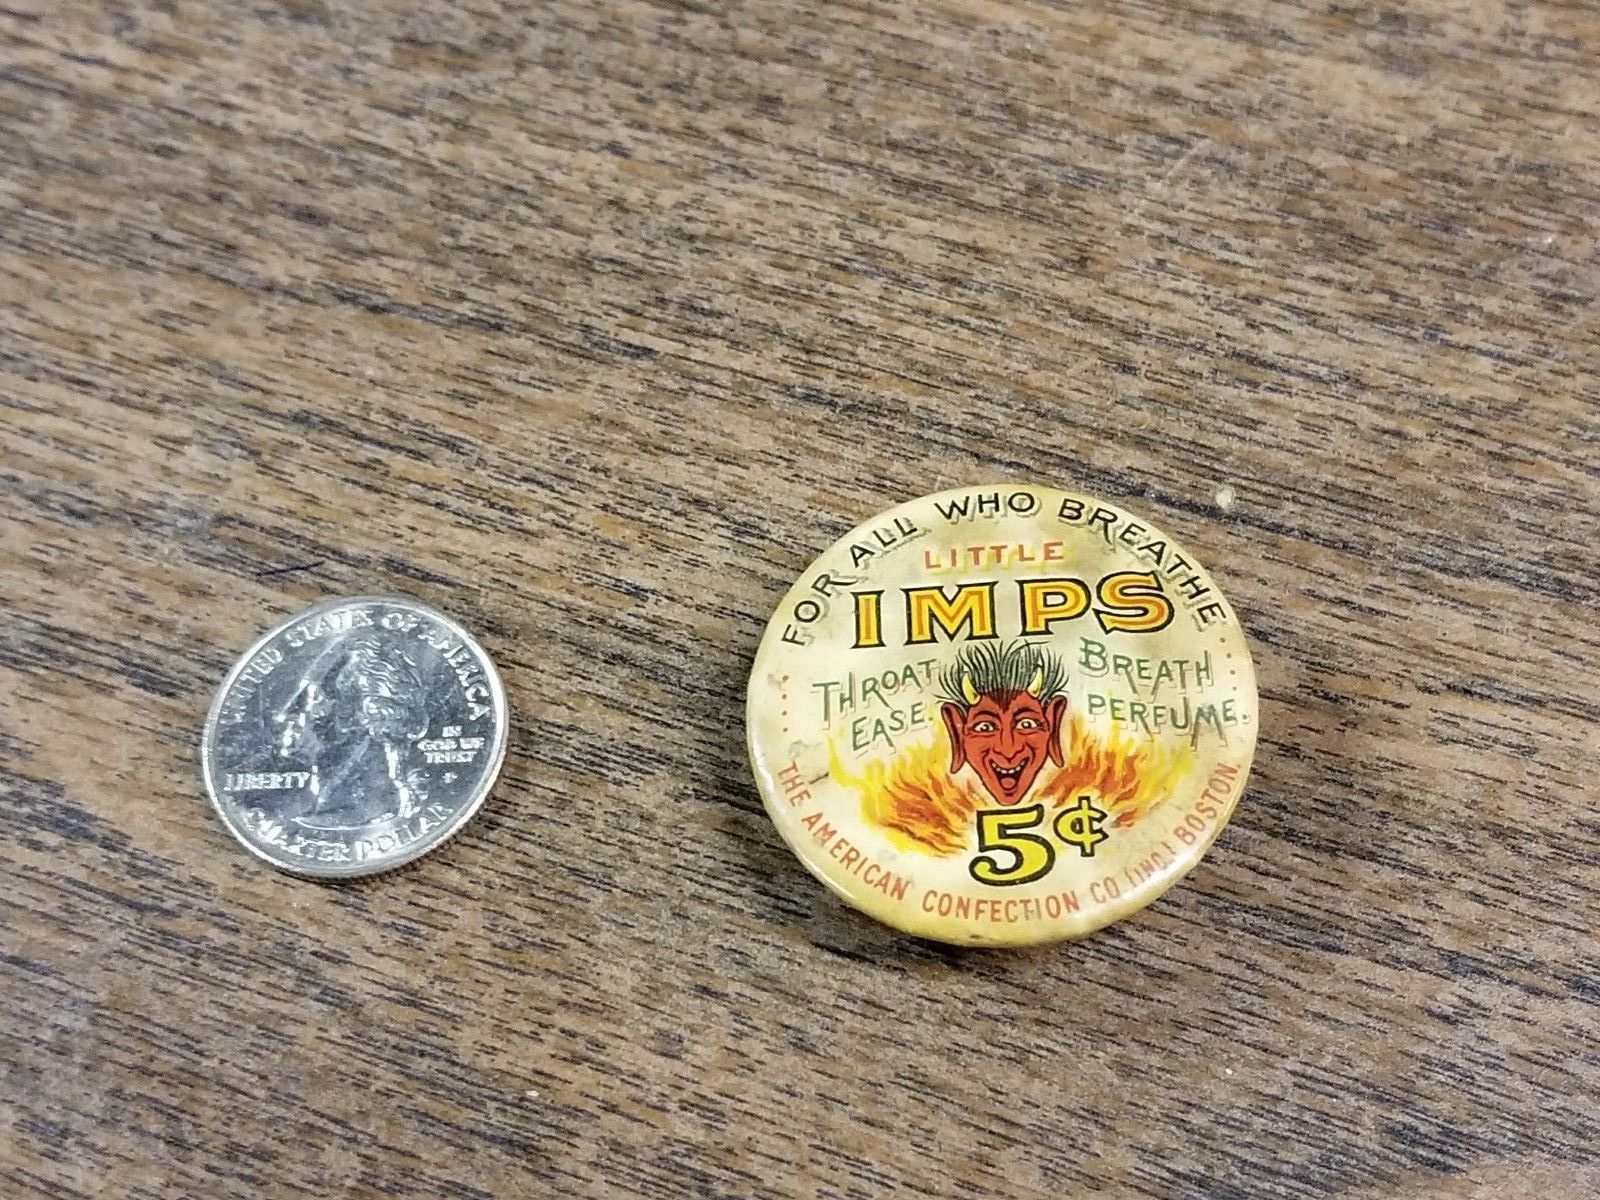 UNITED STATES OF AMERICA
LIBERTY
IN
GOD WE
TRUST
P
QUARTER DOLLAR
FOR ALL WHO BREATHE
LITTLE
IMPS
THROAT
EASE.
BREATH
PERFUME.
5¢
THE AMERICAN CONFECTION CO. (INC.) BOSTON.